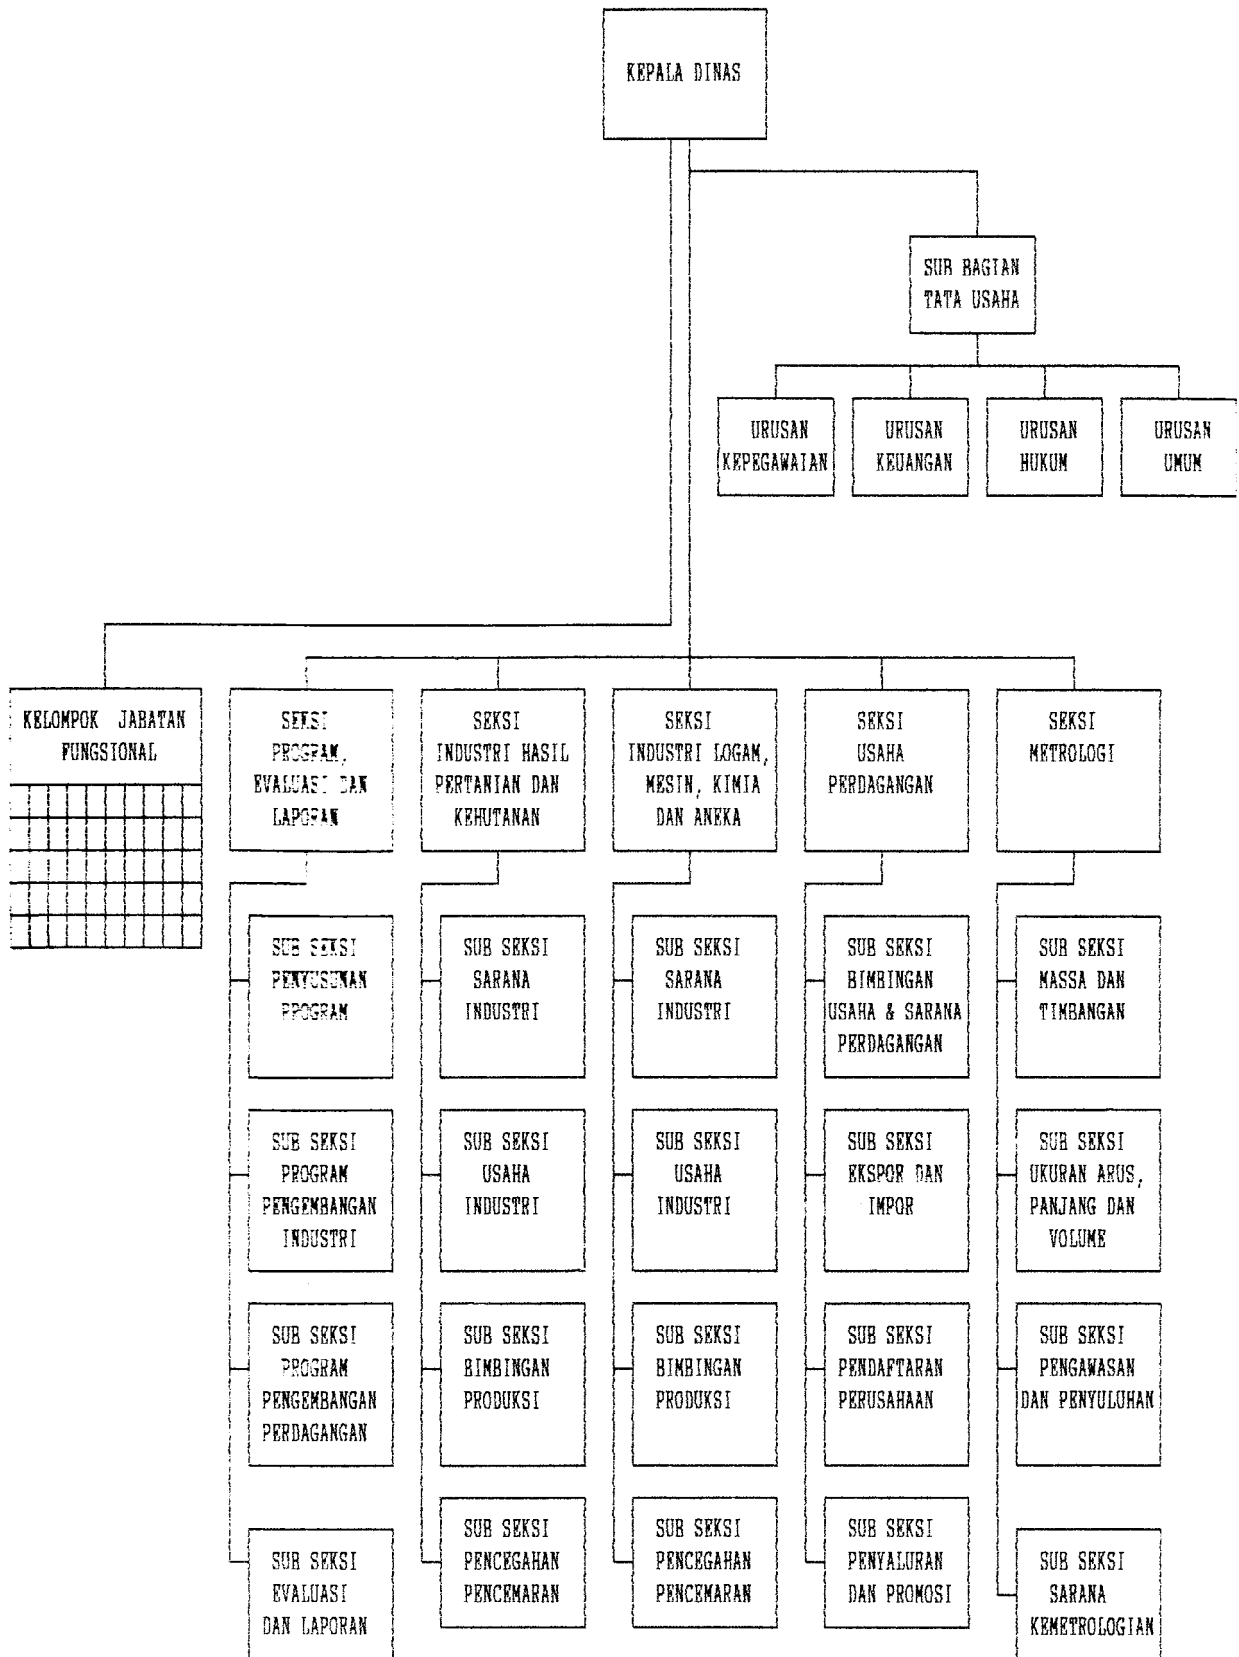 KEPALA DINAS
SUB BAGIAN
TATA USAHA
URUSAN
KEPEGAWAIAN
URUSAN
KEUANGAN
URUSAN
HUKUM
URUSAN
UMUM
KELOMPOK JABATAN
FUNGSIONAL
SEKSI
PROGRAM,
EVALUASI DAN
LAPORAN
SEKSI
INDUSTRI HASIL
PERTANIAN DAN
KEHUTANAN
SEKSI
INDUSTRI LOGAM,
MESIN, KIMIA
DAN ANEKA
SEKSI
USAHA
PERDAGANGAN
SEKSI
METROLOGI
SUB SEKSI
PENYUSUNAN
PROGRAM
SUB SEKSI
SARANA
INDUSTRI
SUB SEKSI
SARANA
INDUSTRI
SUB SEKSI
BIMBINGAN
USAHA & SARANA
PERDAGANGAN
SUB SEKSI
MASSA DAN
TIMBANGAN
SUB SEKSI
PROGRAM
PENGEMBANGAN
INDUSTRI
SUB SEKSI
USAHA
INDUSTRI
SUB SEKSI
USAHA
INDUSTRI
SUB SEKSI
EKSPOR DAN
IMPOR
SUB SEKSI
UKURAN ARUS,
PANJANG DAN
VOLUME
SUB SEKSI
PROGRAM
PENGEMBANGAN
PERDAGANGAN
SUB SEKSI
BIMBINGAN
PRODUKSI
SUB SEKSI
BIMBINGAN
PRODUKSI
SUB SEKSI
PENDAFTARAN
PERUSAHAAN
SUB SEKSI
PENGAWASAN
DAN PENYULUHAN
SUB SEKSI
EVALUASI
DAN LAPORAN
SUB SEKSI
PENCEGAHAN
PENCEMARAN
SUB SEKSI
PENCEGAHAN
PENCEMARAN
SUB SEKSI
PENYALURAN
DAN PROMOSI
SUB SEKSI
SARANA
KEMETROLOGIAN